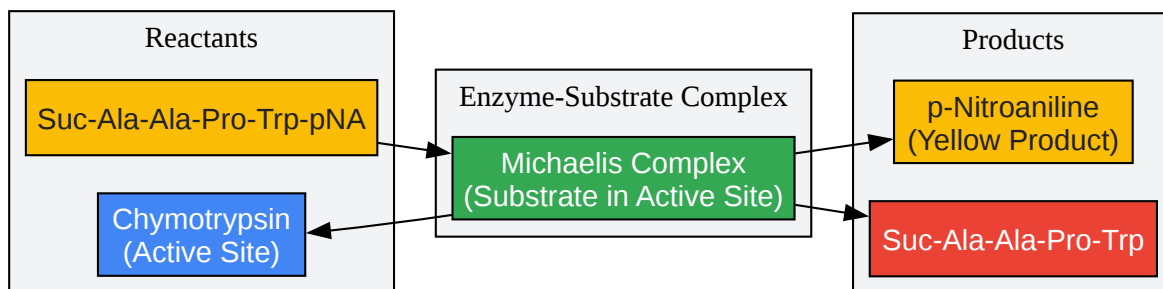 Reactants
Suc-Ala-Ala-Pro-Trp-pNA
Chymotrypsin
(Active Site)
Enzyme-Substrate Complex
Michaelis Complex
(Substrate in Active Site)
Products
p-Nitroaniline
(Yellow Product)
Suc-Ala-Ala-Pro-Trp